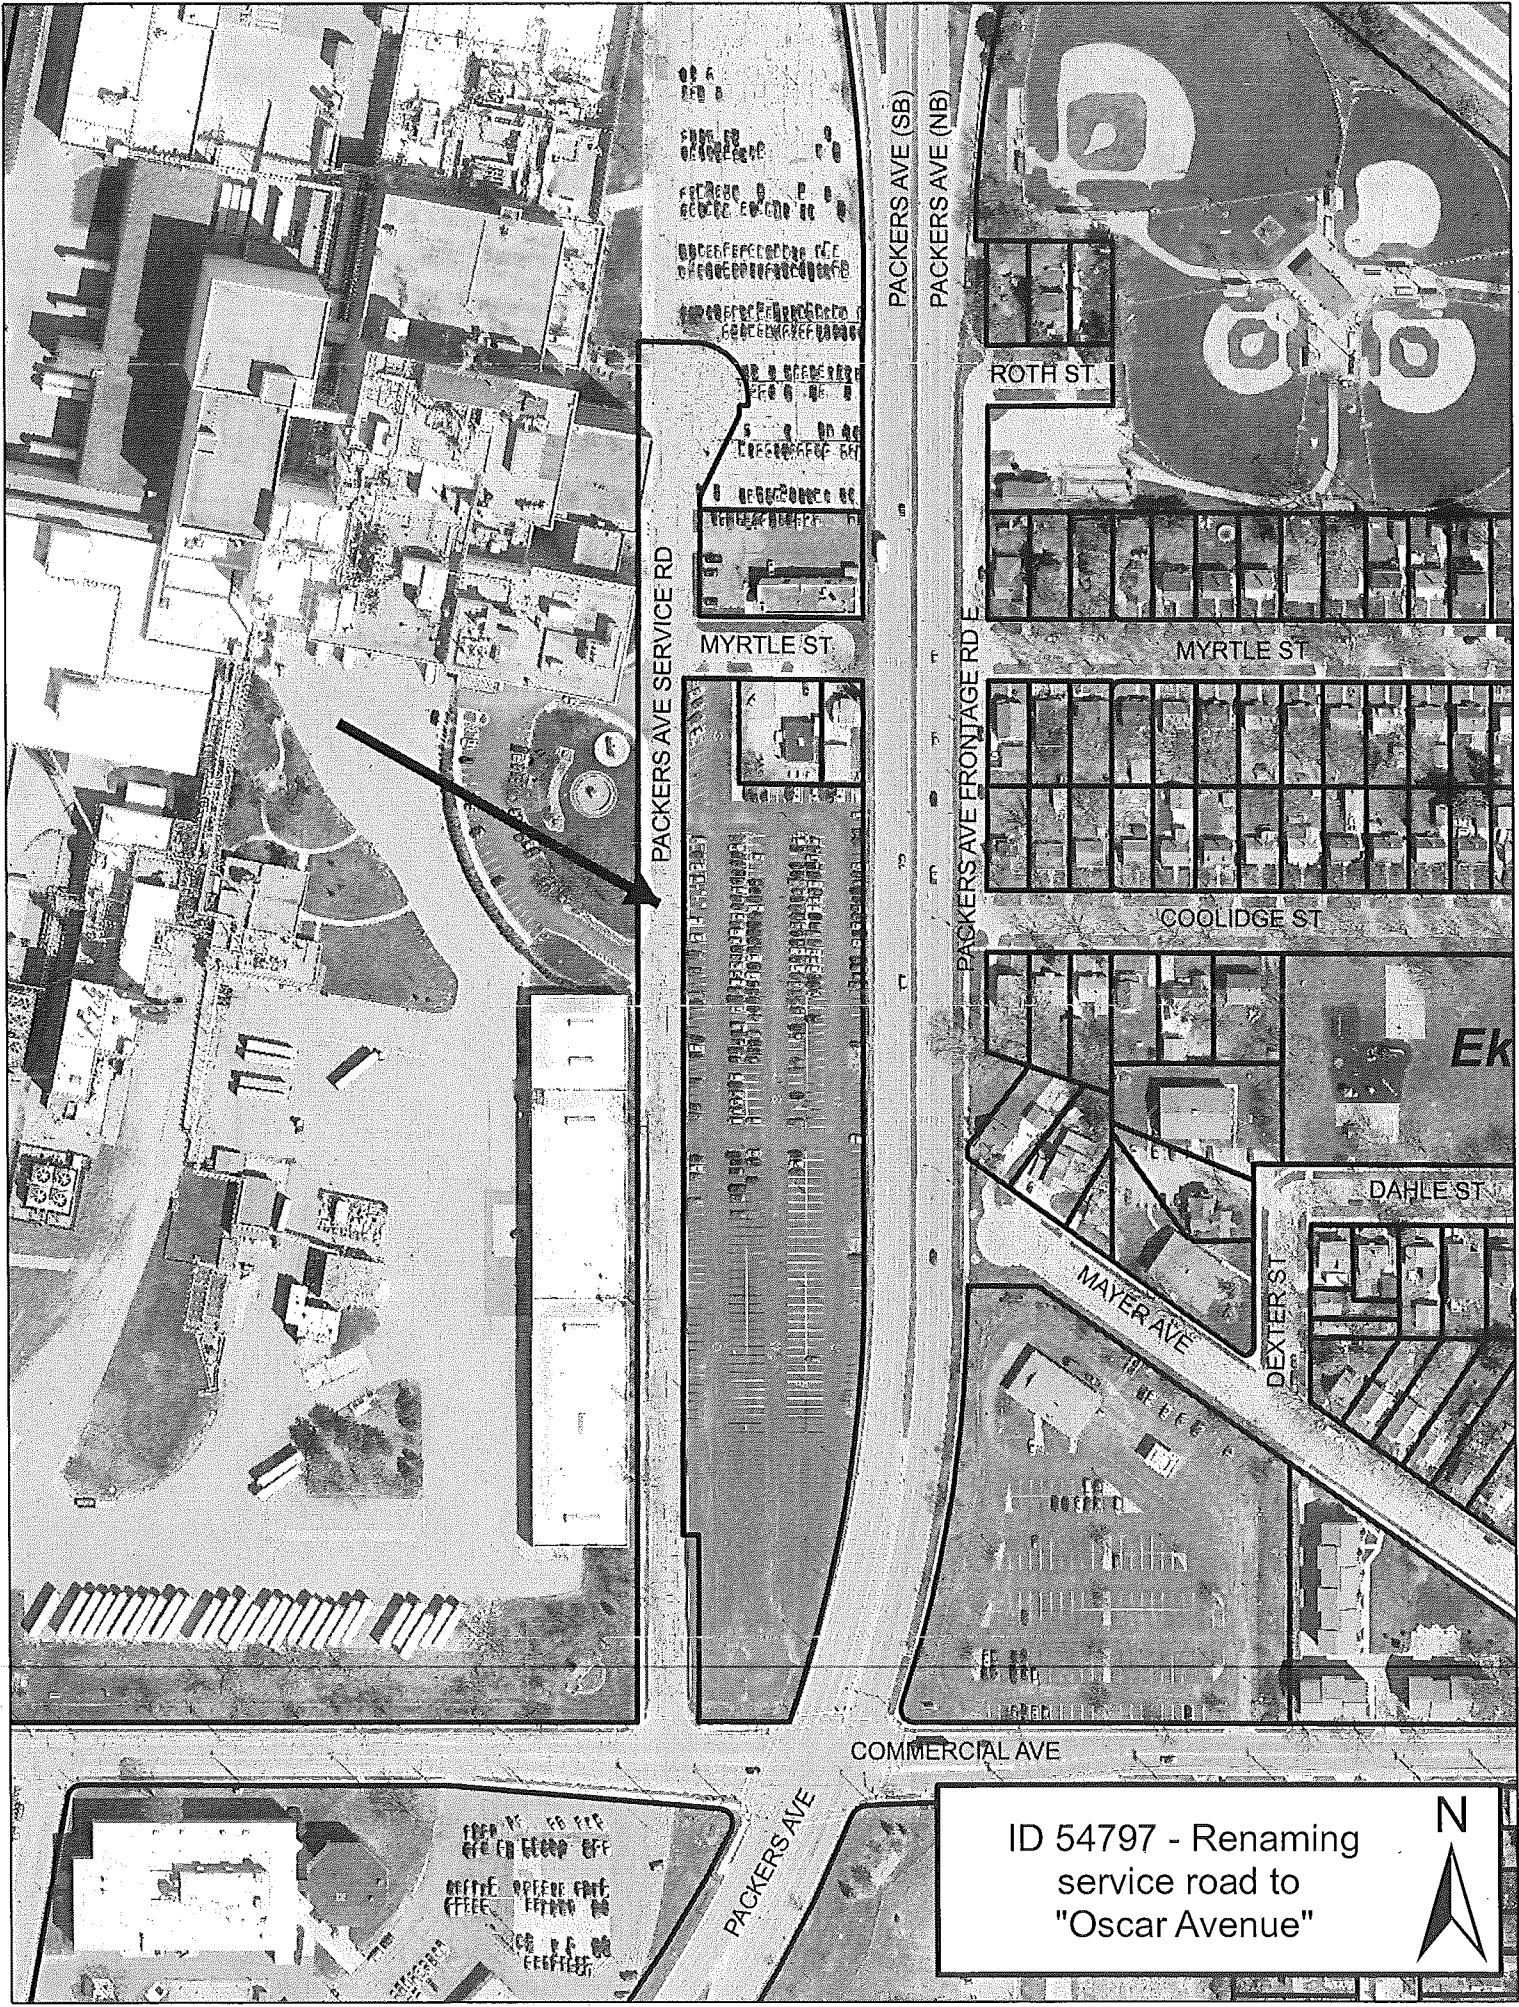 PACKERS AVE (SB)
PACKERS AVE (NB)
ROTH ST
PACKERS AVE SERVICE RD
MYRTLE ST
PACKERS AVE FRONTAGE RD E
MYRTLE ST
COOLIDGE ST
Ek
DAHLE ST
MAYER AVE
DEXTER ST
COMMERCIAL AVE
PACKERS AVE
ID 54797 - Renaming
service road to
"Oscar Avenue"
N